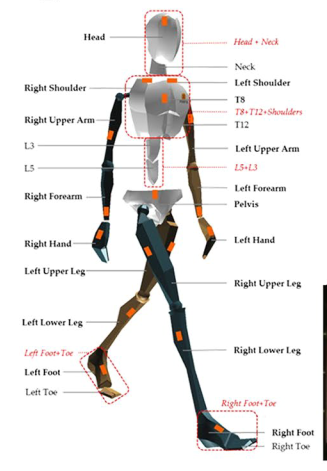 Head
Head + Neck
Neck
Right Shoulder
Left Shoulder
T8
T8+T12+Shoulders
Right Upper Arm
T12
L3
Left Upper Arm
L5
L5+L3
Right Forearm
Left Forearm
Pelvis
Right Hand
Left Hand
Left Upper Leg
Right Upper Leg
Left Lower Leg
Left Foot+Toe
Right Lower Leg
Left Foot
Left Toe
Right Foot+Toe
Right Foot
Right Toe